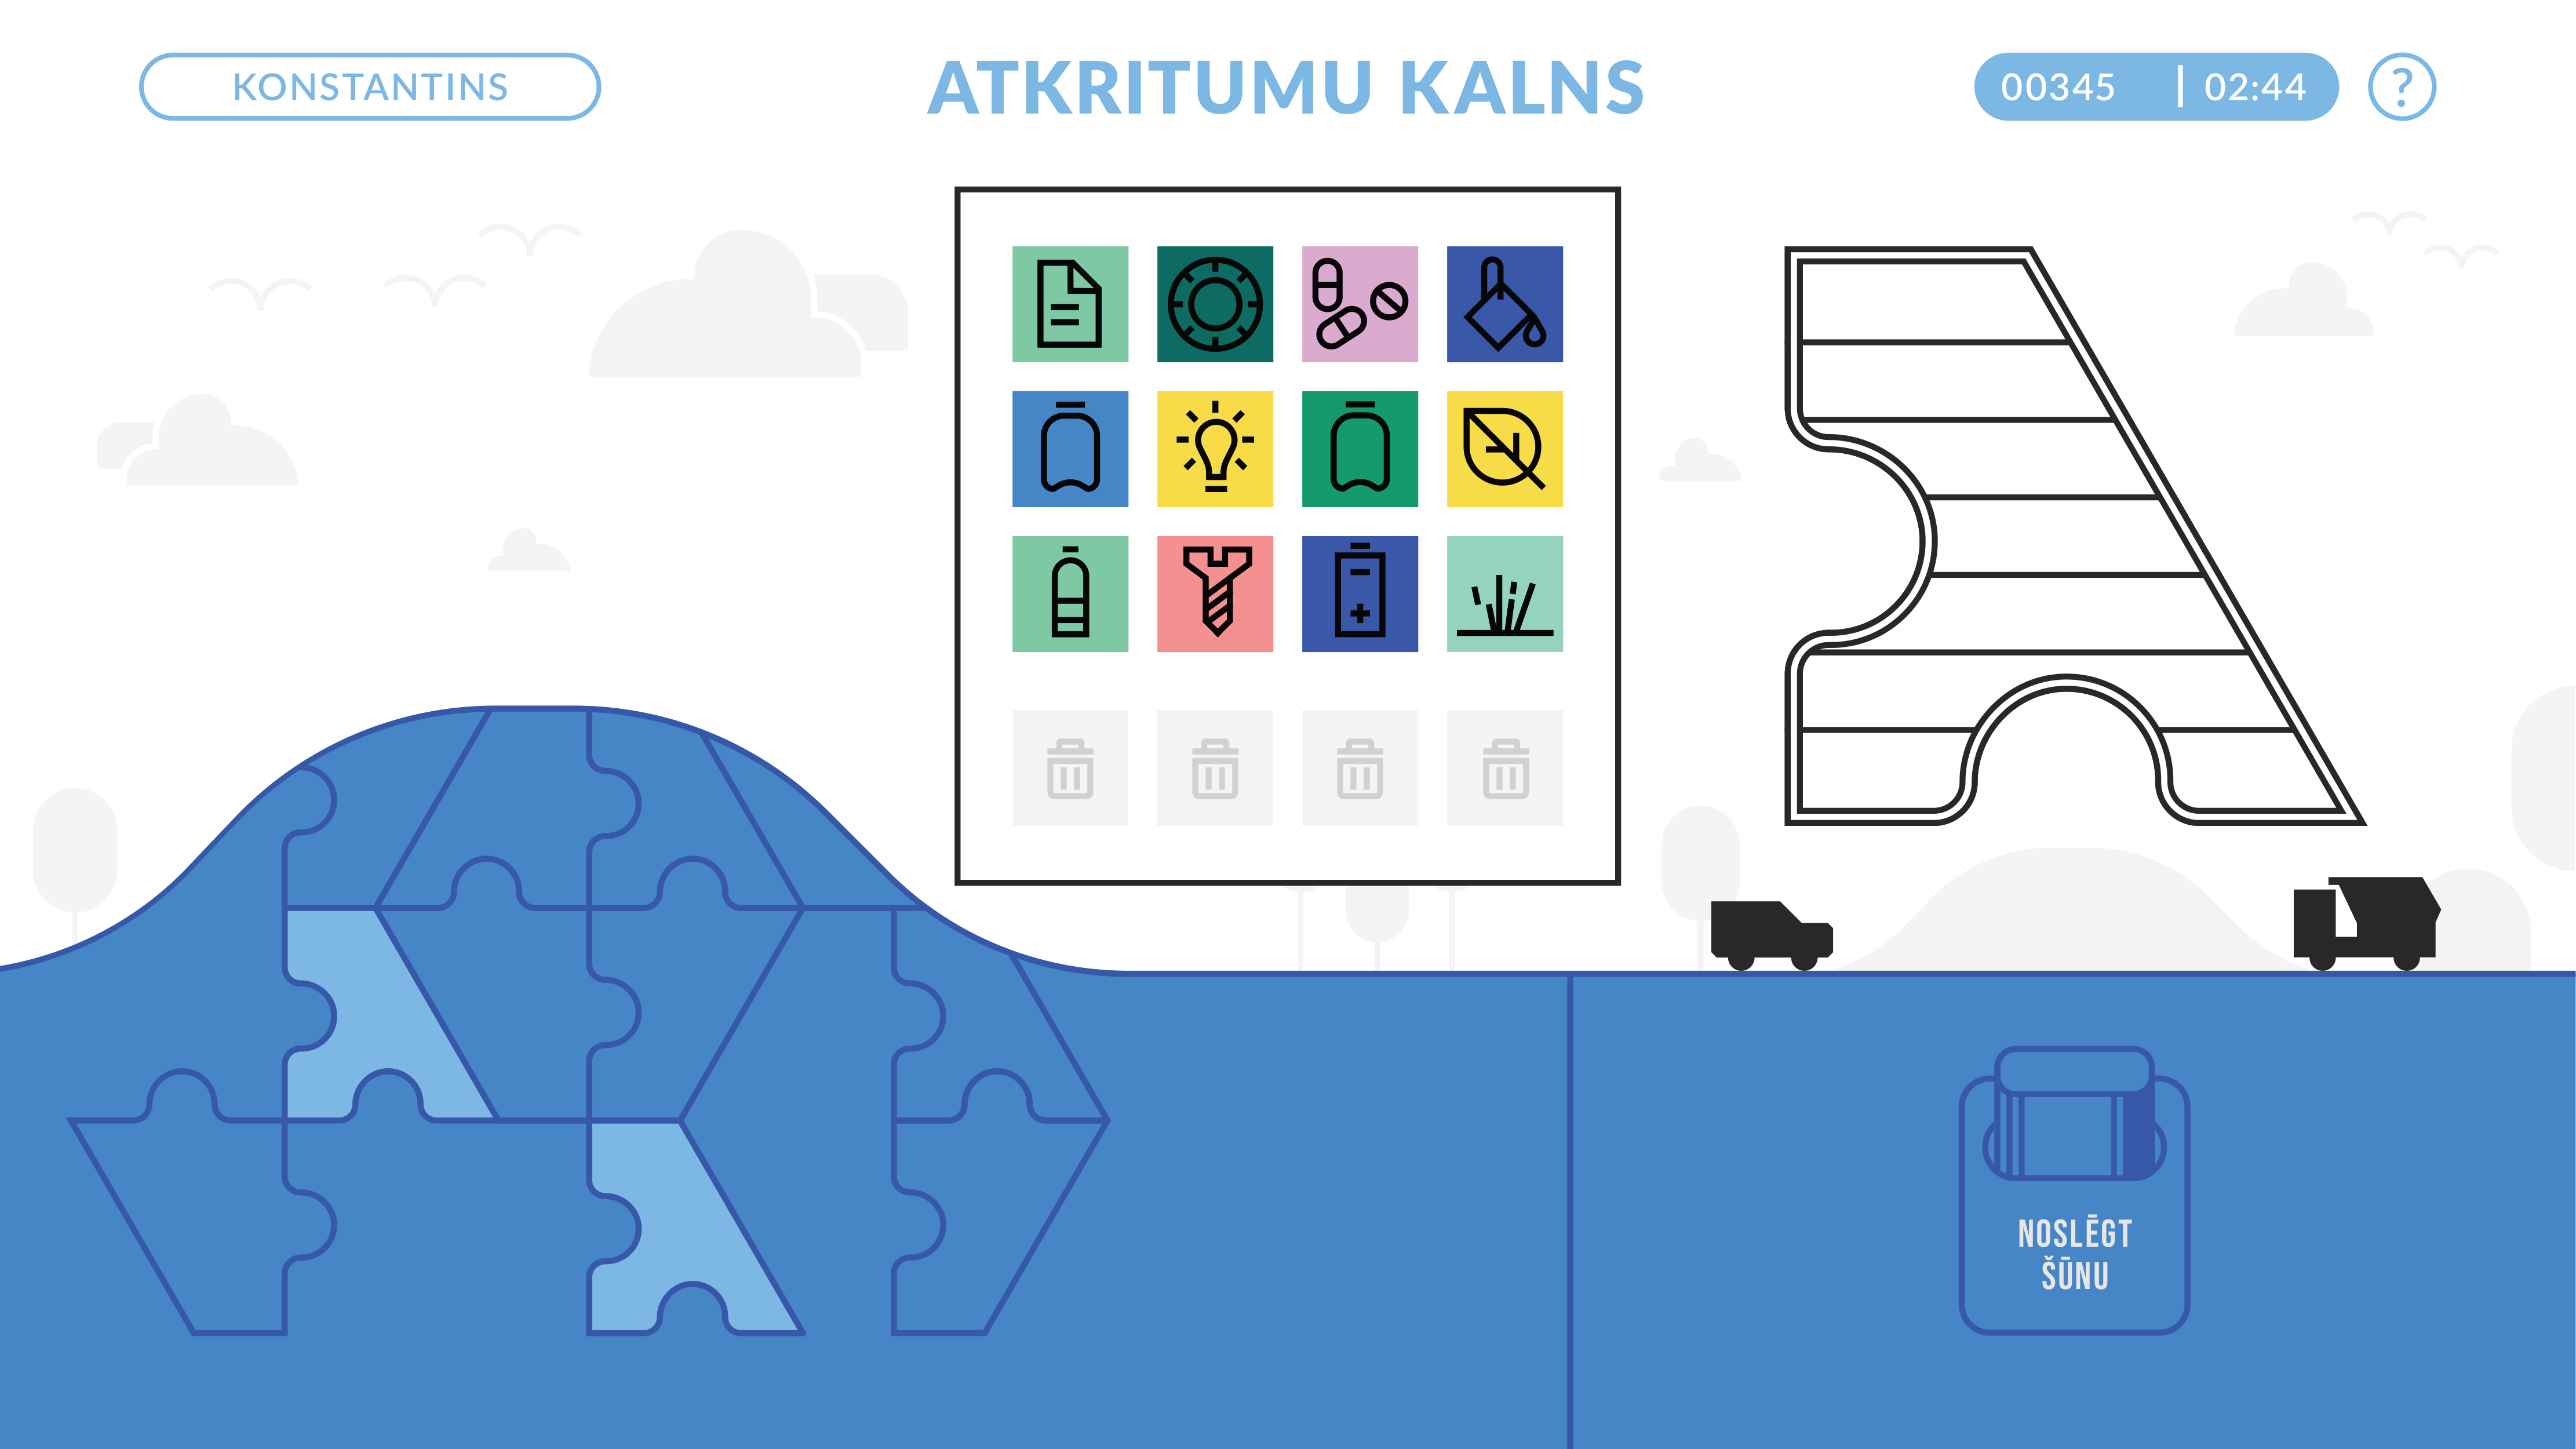 KONSTANTINS
ATKRITUMU KALNS
00345 | 02:44
?
NOSLĒGT
ŠŪNU